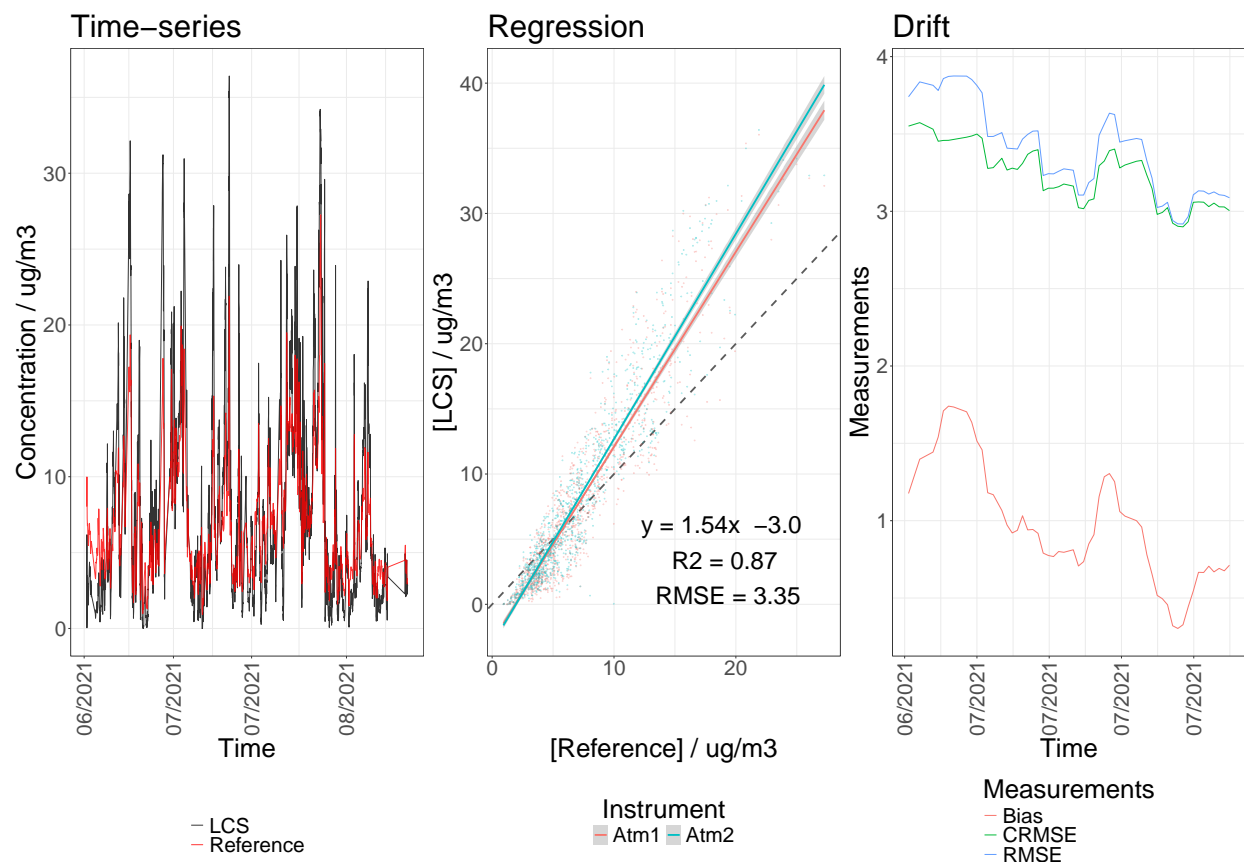 Time−series
Concentration / ug/m3
30
20
10
0
06/2021
07/2021
07/2021
08/2021
Time
LCS
Reference
Regression
[LCS] / ug/m3
40
30
20
10
0
y = 1.54x −3.0
R2 = 0.87
RMSE = 3.35
0
10
20
[Reference] / ug/m3
Instrument
Atm1
Atm2
Drift
Measurements
4
3
2
1
06/2021
07/2021
07/2021
07/2021
Time
Measurements
Bias
CRMSE
RMSE